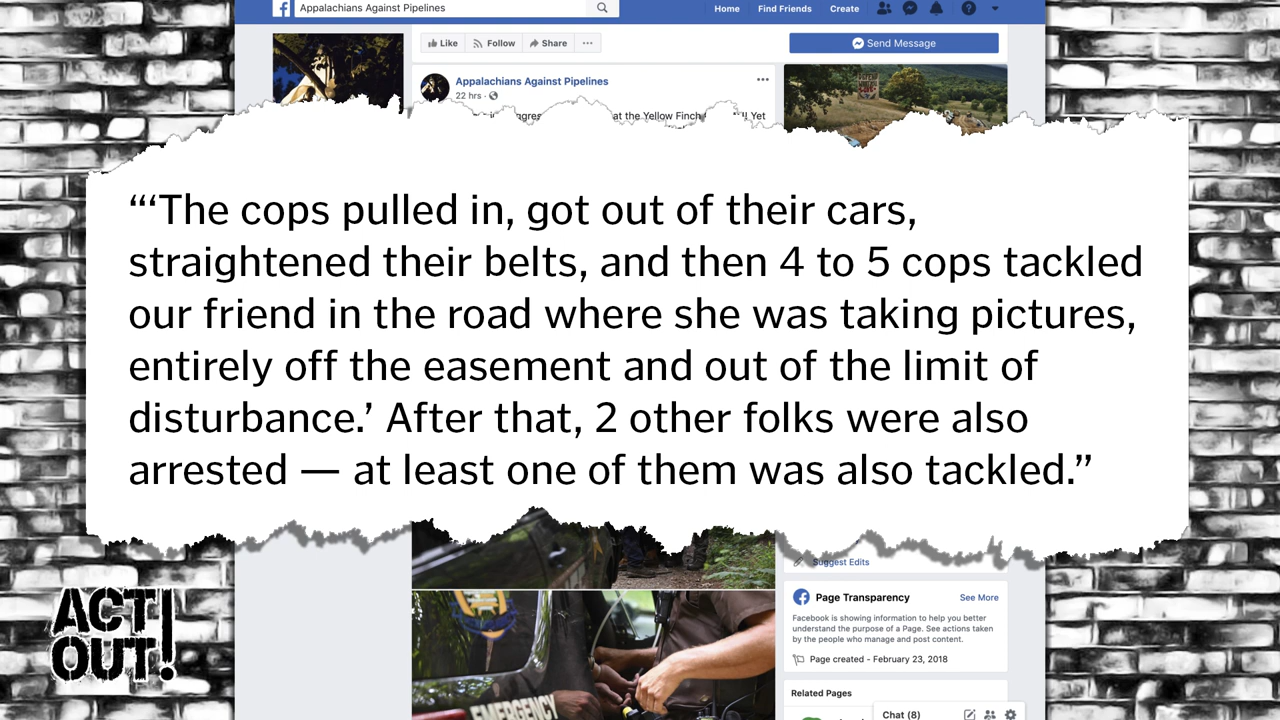 Appalachians Against Pipelines
Home Find Friends Create
Like Follow Share
Send Message
Appalachians Against Pipelines
22 hrs
at the Yellow Finch
Yet
“‘The cops pulled in, got out of their cars,
straightened their belts, and then 4 to 5 cops tackled
our friend in the road where she was taking pictures,
entirely off the easement and out of the limit of
disturbance.’ After that, 2 other folks were also
arrested — at least one of them was also tackled.”
Suggest Edits
Page Transparency See More
Facebook is showing information to help you better
understand the purpose of a Page. See actions taken
by the people who manage and post content.
Page created - February 23, 2018
Related Pages
Chat (8)
EMERGENCY
ACT
OUT!